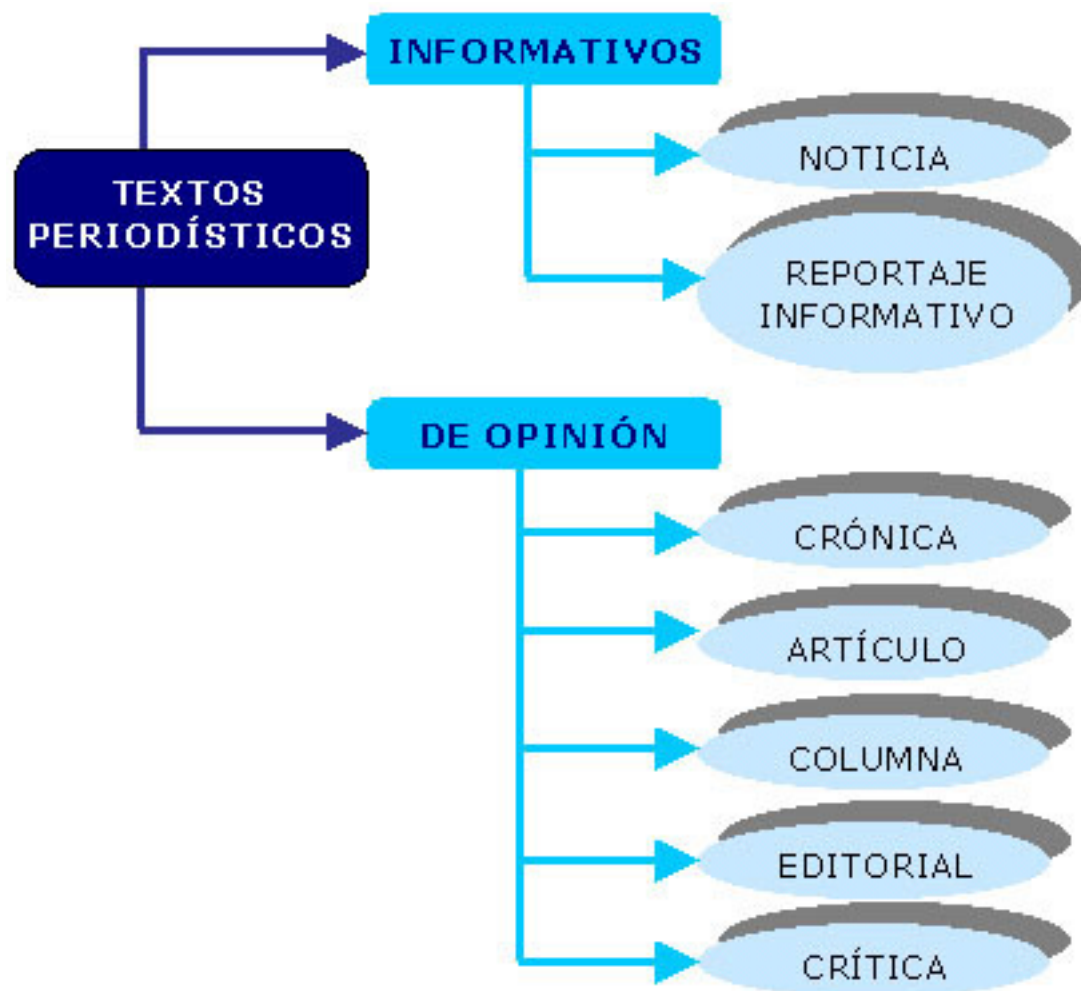 INFORMATIVOS
NOTICIA
TEXTOS
PERIODÍSTICOS
REPORTAJE
INFORMATIVO
DE OPINIÓN
CRÓNICA
ARTÍCULO
COLUMNA
EDITORIAL
CRÍTICA